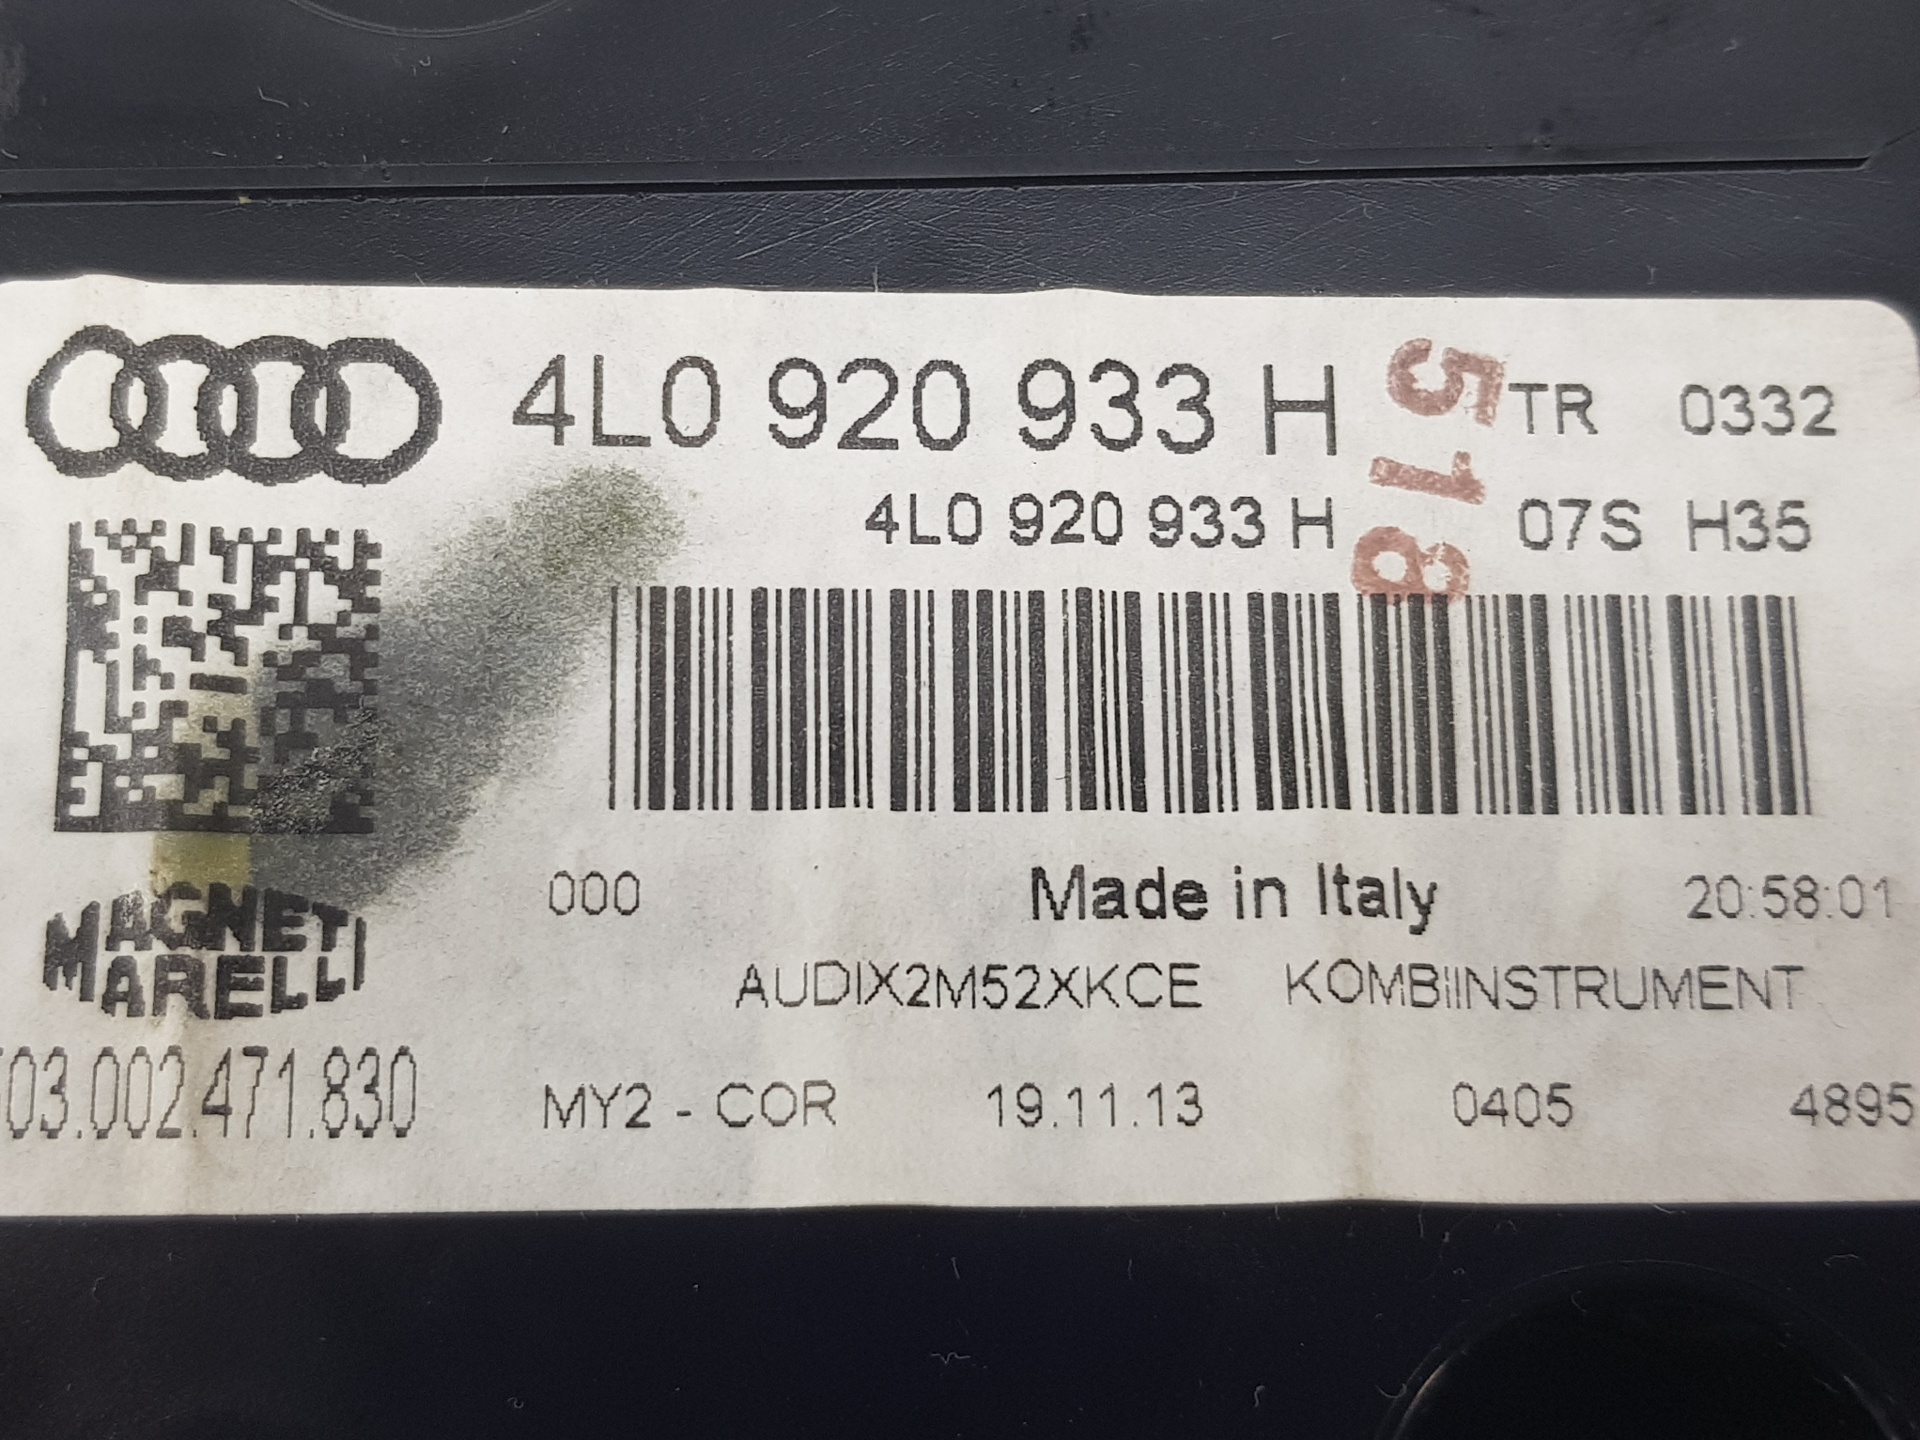 4L0 920 933 H TR 0332
4L0 920 933 H 07S H35
518
000 Made in Italy 20:58:01
MAGNETI
MARELLI
AUDIX2M52XKCE KOMBiINSTRUMENT
503.002.471.830 MY2 - COR 19.11.13 0405 4895